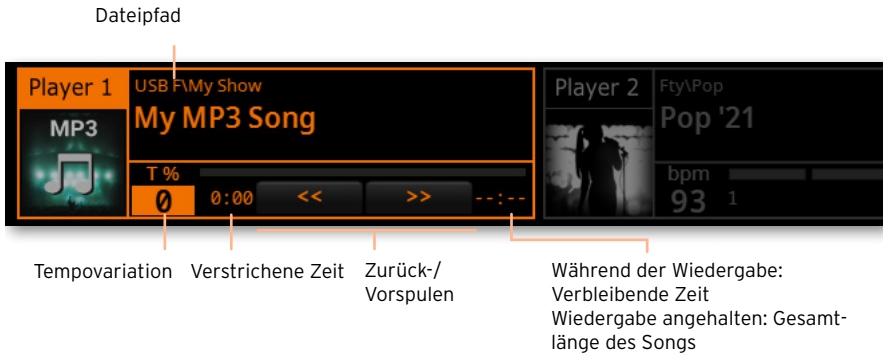 Dateipfad
Player 1
USB F\My Show
My MP3 Song
MP3
T %
0
0:00
<<
>>
--:--
Player 2
Fty\Pop
Pop '21
bpm
93
1
Tempovariation
Verstrichene Zeit
Zurück-/
Vorspulen
Während der Wiedergabe:
Verbleibende Zeit
Wiedergabe angehalten: Gesamt-
länge des Songs